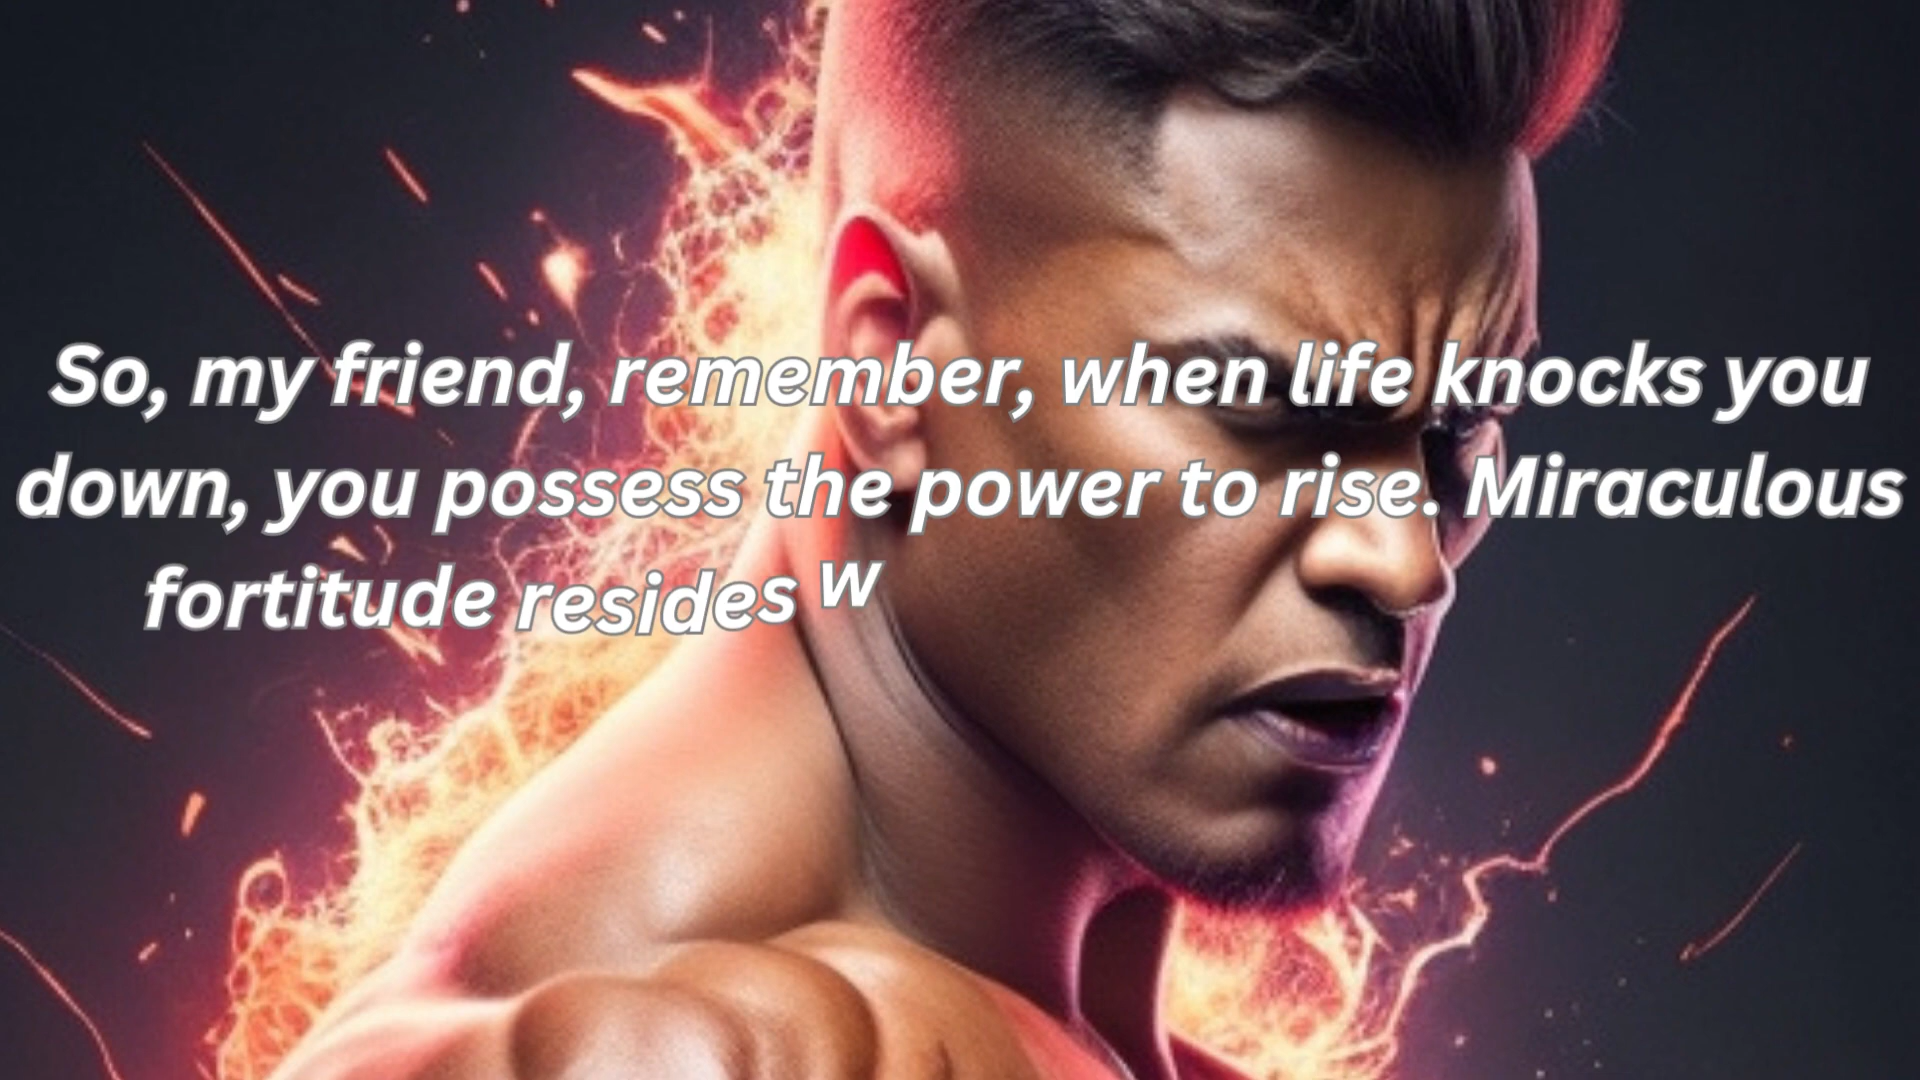 So, my friend, remember, when life knocks you
down, you possess the power to rise. Miraculous
fortitude resides w